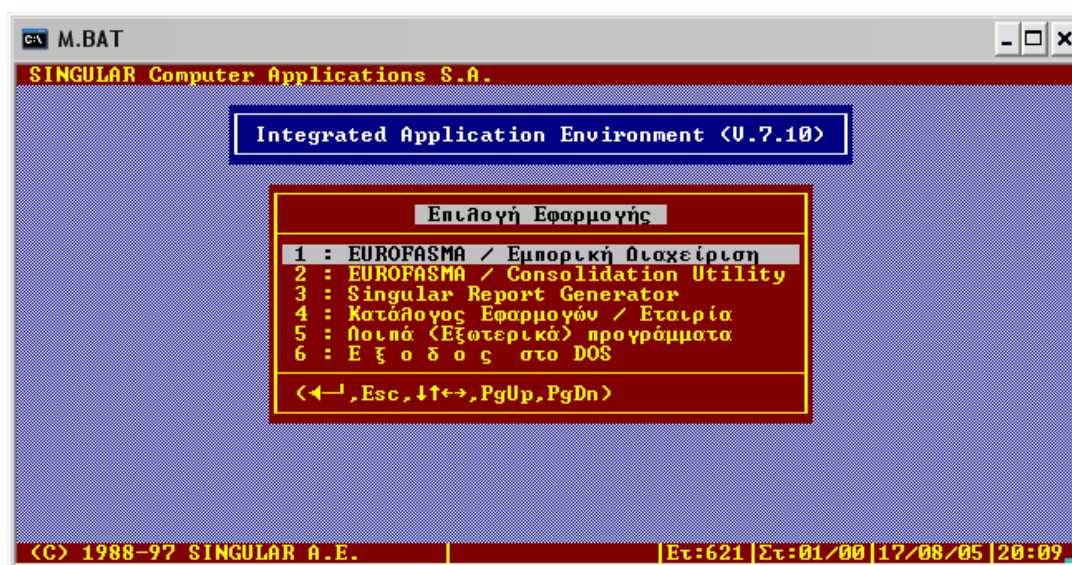 M.BAT
SINGULAR Computer Applications S.A.
Integrated Application Environment (V.7.10)
Επιλογή Εφαρμογής
1 : EUROFASMA / Εμπορική Διαχείριση
2 : EUROFASMA / Consolidation Utility
3 : Singular Report Generator
4 : Κατάλογος Εφαρμογών / Εταιρία
5 : Λοιπά (Εξωτερικά) προγράμματα
6 : Ε ξ ο δ ο ς στο DOS
(◄─┘,Esc,↓↑←→,PgUp,PgDn)
(C) 1988-97 SINGULAR A.E. |Ετ:621|Στ:01/00|17/08/05|20:09